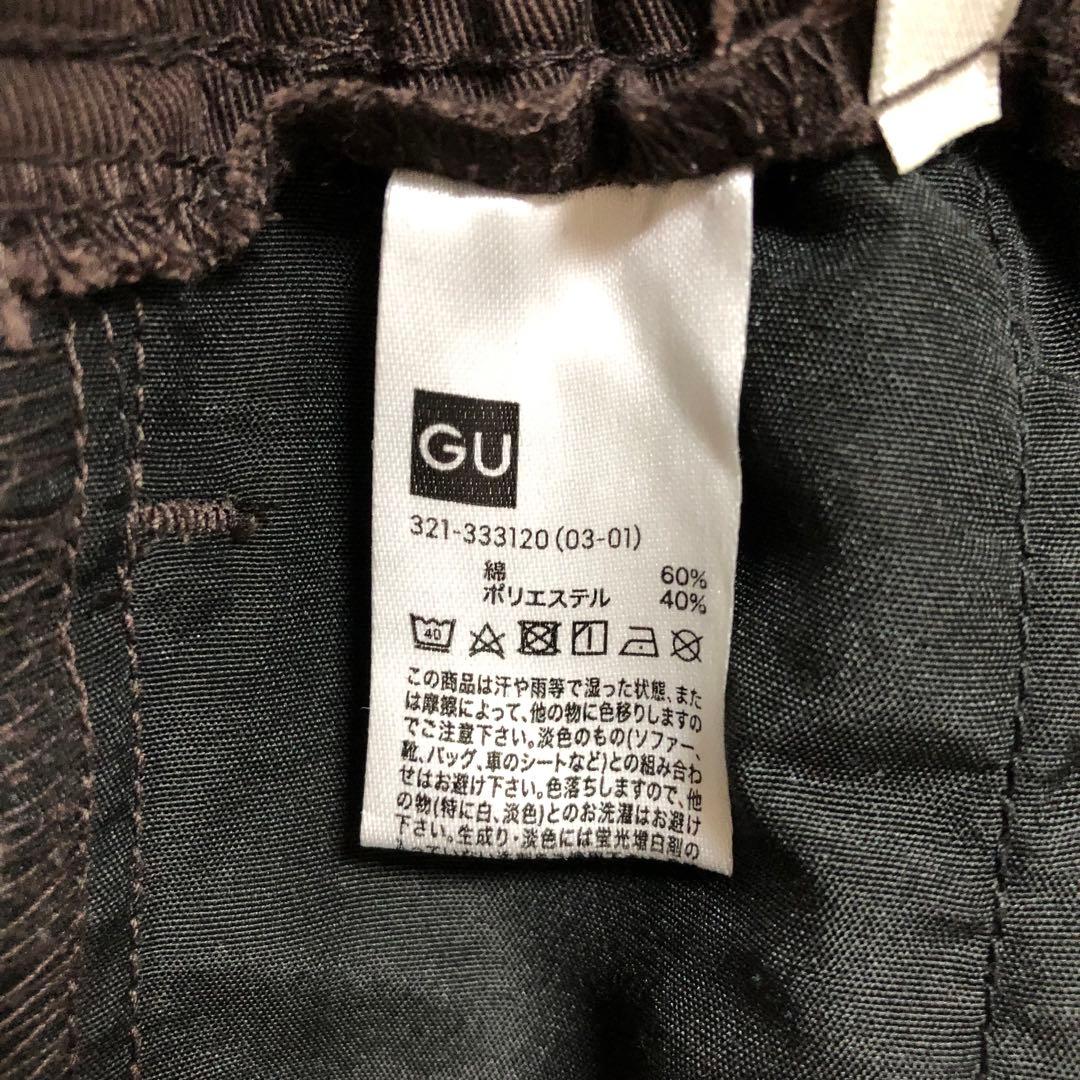 GU
321-333120 (03-01)
綿 60%
ポリエステル 40%
40
この商品は汗や雨等で湿った状態、また
は摩擦によって、他の物に色移りしますの
でご注意下さい。淡色のもの(ソファー、
靴、バッグ、車のシートなど)との組み合わ
せはお避け下さい。色落ちしますので、他
の物(特に白、淡色)とのお洗濯はお避け
下さい。生成り・淡色には蛍光増白剤の